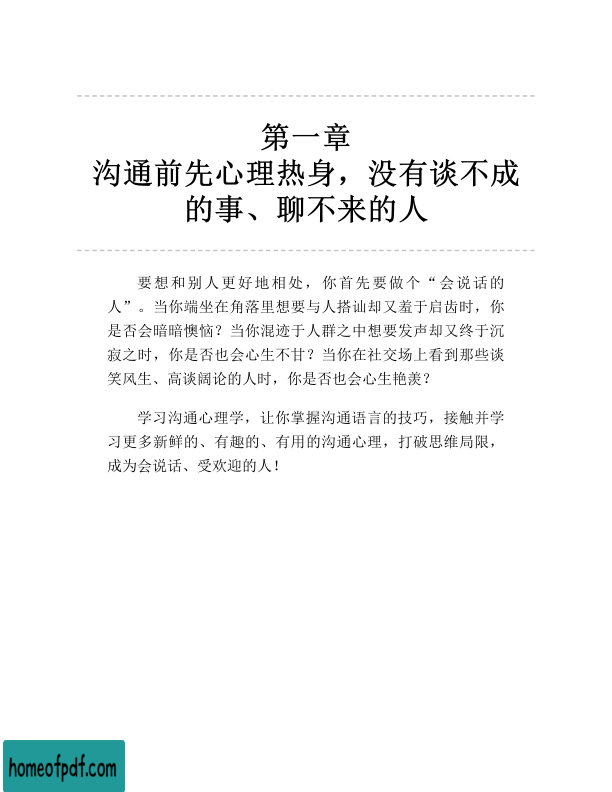 第一章
沟通前先心理热身，没有谈不成
的事、聊不来的人
要想和别人更好地相处，你首先要做个“会说话的
人”。当你端坐在角落里想要与人搭讪却又羞于启齿时，你
是否会暗暗懊恼？当你混迹于人群之中想要发声却又终于沉
寂之时，你是否也会心生不甘？当你在社交场上看到那些谈
笑风生、高谈阔论的人时，你是否也会心生艳羡？
学习沟通心理学，让你掌握沟通语言的技巧，接触并学
习更多新鲜的、有趣的、有用的沟通心理，打破思维局限，
成为会说话、受欢迎的人！
homeofpdf.com